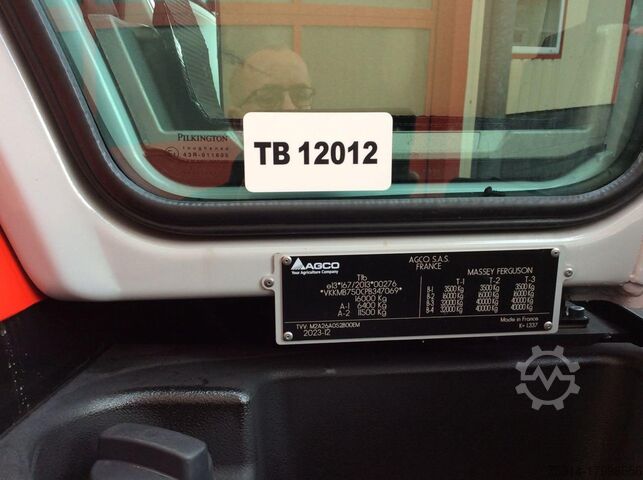 PILKINGTON
toughened
TB 12012
AGCO
Your Agriculture Company
T1b
e13*167/2013*00276
*VKKMB750CPB347069*
16000 Kg
A-1 6400 Kg
A-2 11500 Kg
TVV: M2A26A0S2B00EM
2023-12
AGCO S.A.S.
FRANCE
MASSEY FERGUSON
T-1 T-2 T-3
B-1 3500 Kg 3500 Kg 3500 Kg
B-2 16000 Kg 16000 Kg 16000 Kg
B-3 32000 Kg 40000 Kg 40000 Kg
B-4 32000 Kg 40000 Kg 40000 Kg
Made in France